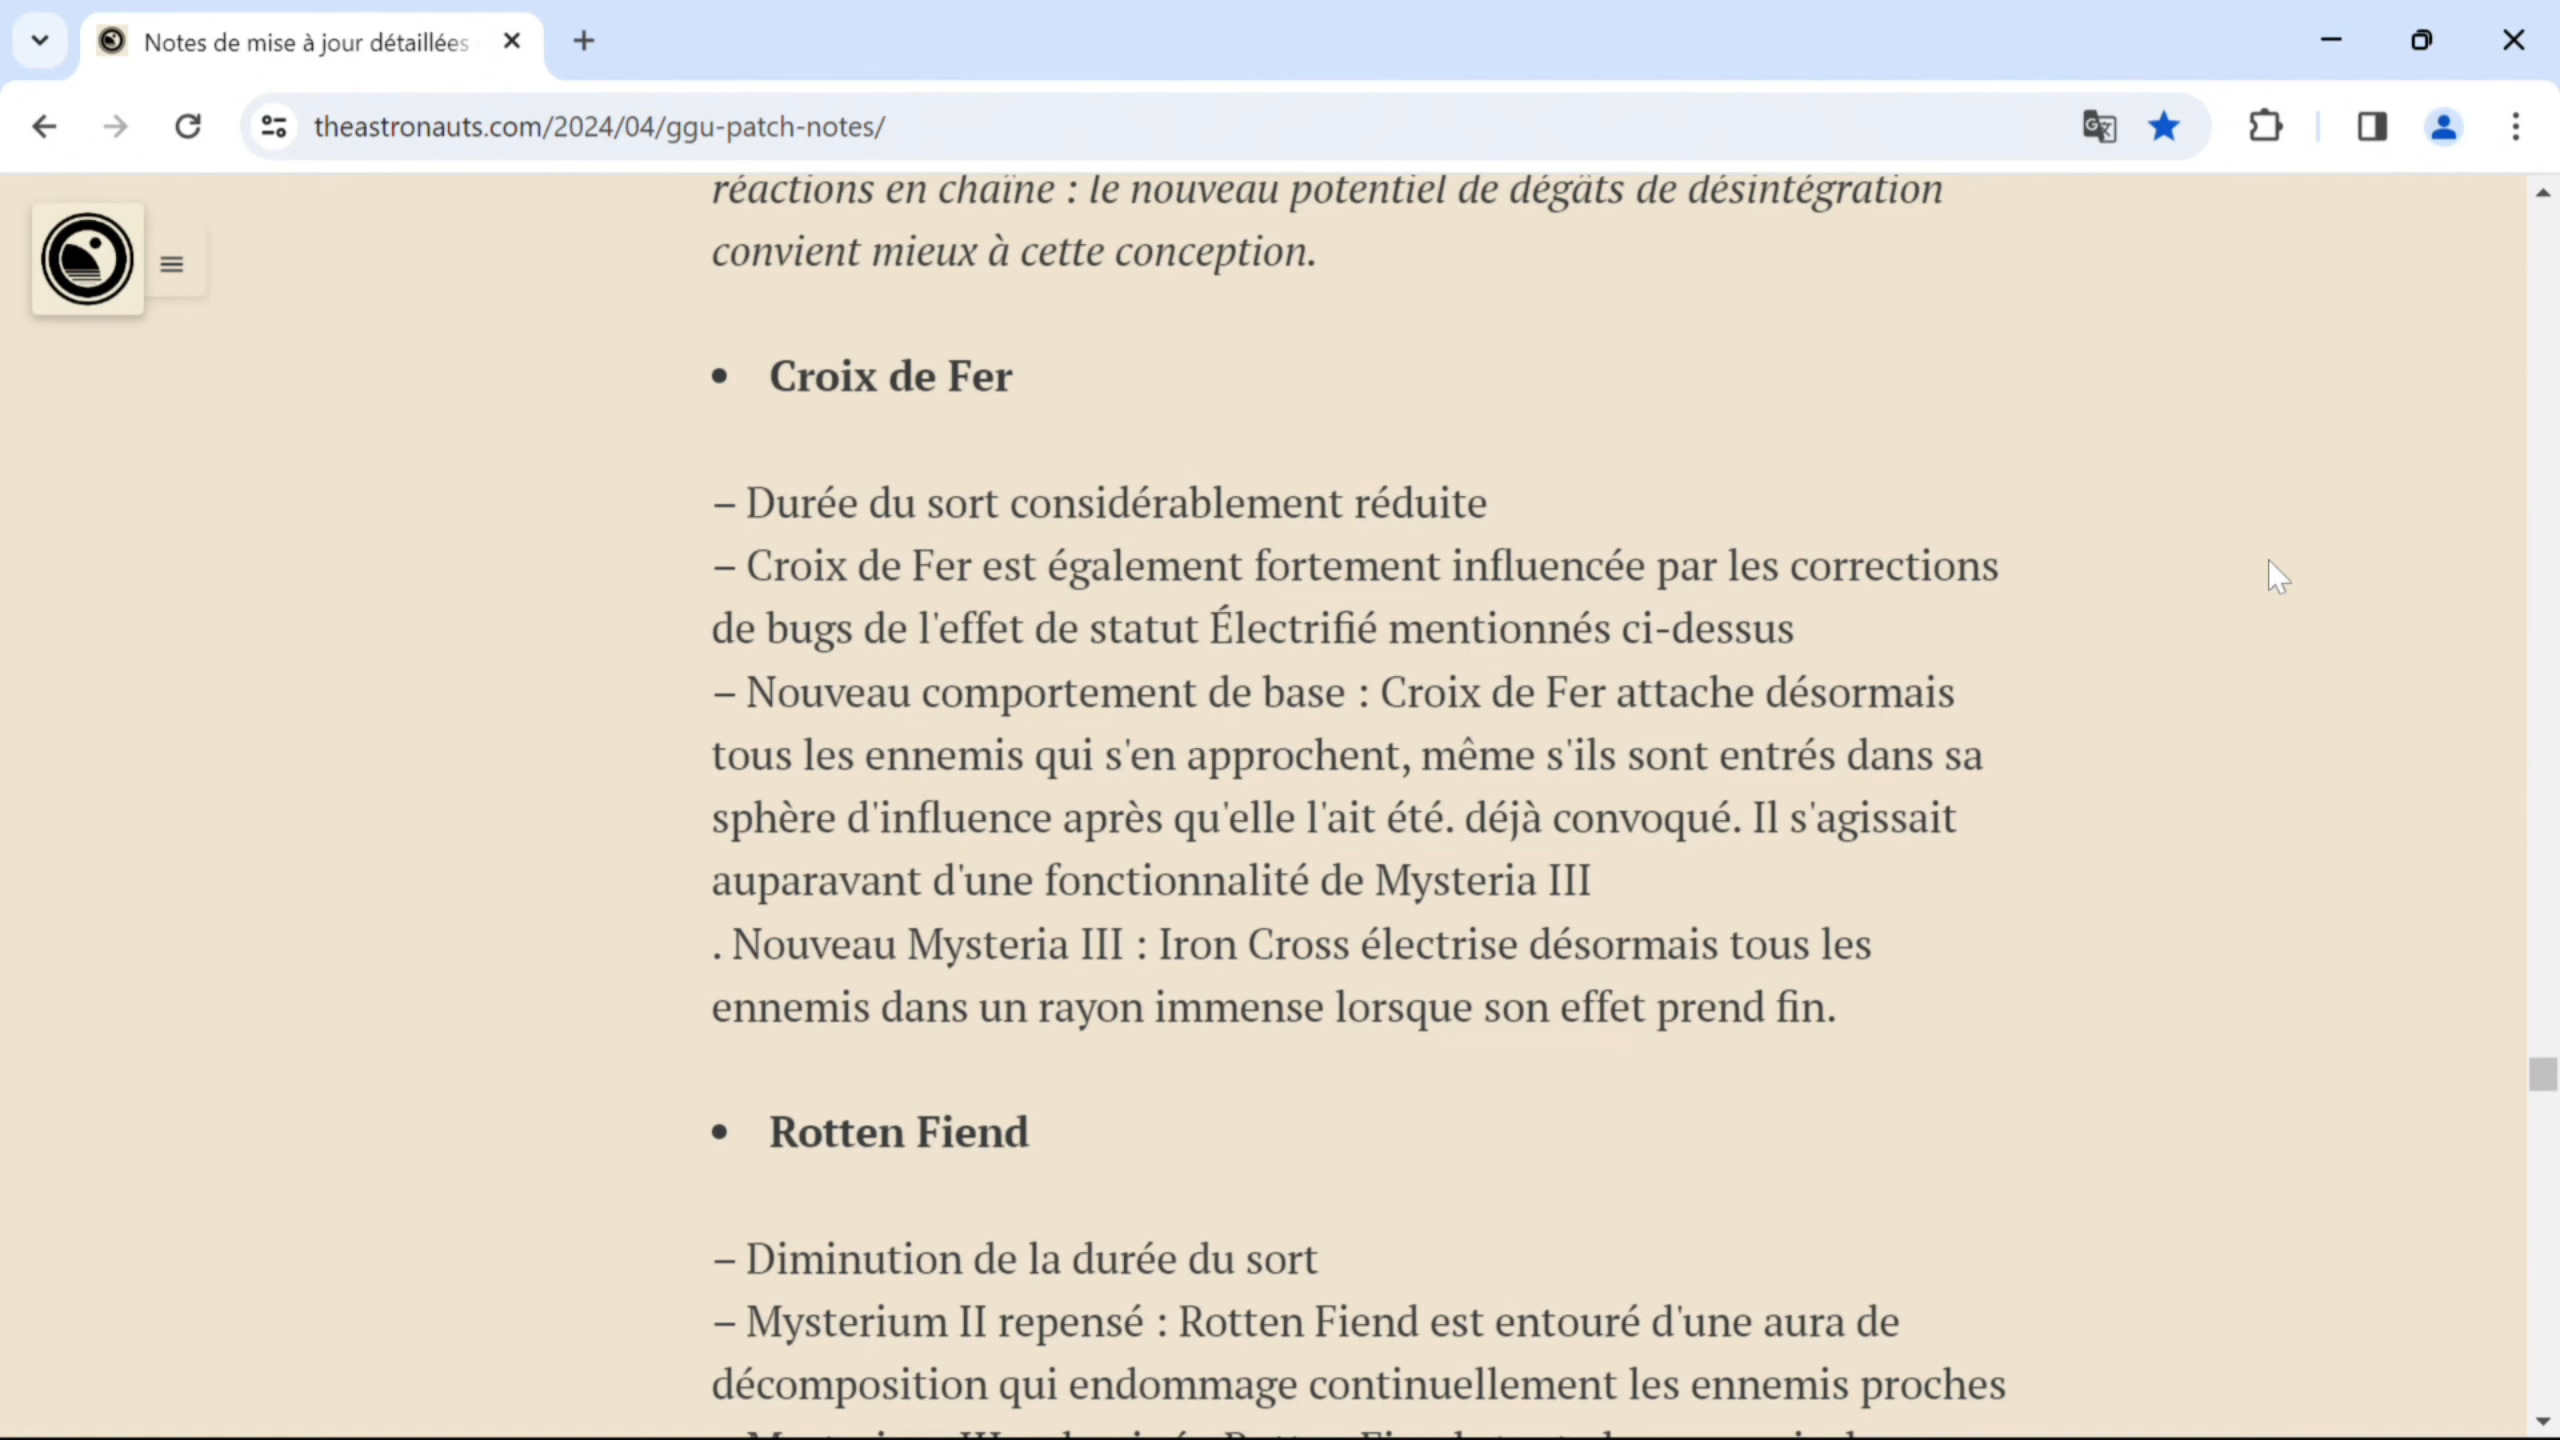 Notes de mise à jour détaillées
theastronauts.com/2024/04/ggu-patch-notes/
réactions en chaîne : le nouveau potentiel de dégâts de désintégration
convient mieux à cette conception.
• Croix de Fer
– Durée du sort considérablement réduite
– Croix de Fer est également fortement influencée par les corrections
de bugs de l'effet de statut Électrifié mentionnés ci-dessus
– Nouveau comportement de base : Croix de Fer attache désormais
tous les ennemis qui s'en approchent, même s'ils sont entrés dans sa
sphère d'influence après qu'elle l'ait été. déjà convoqué. Il s'agissait
auparavant d'une fonctionnalité de Mysteria III
. Nouveau Mysteria III : Iron Cross électrise désormais tous les
ennemis dans un rayon immense lorsque son effet prend fin.
• Rotten Fiend
– Diminution de la durée du sort
– Mysterium II repensé : Rotten Fiend est entouré d'une aura de
décomposition qui endommage continuellement les ennemis proches